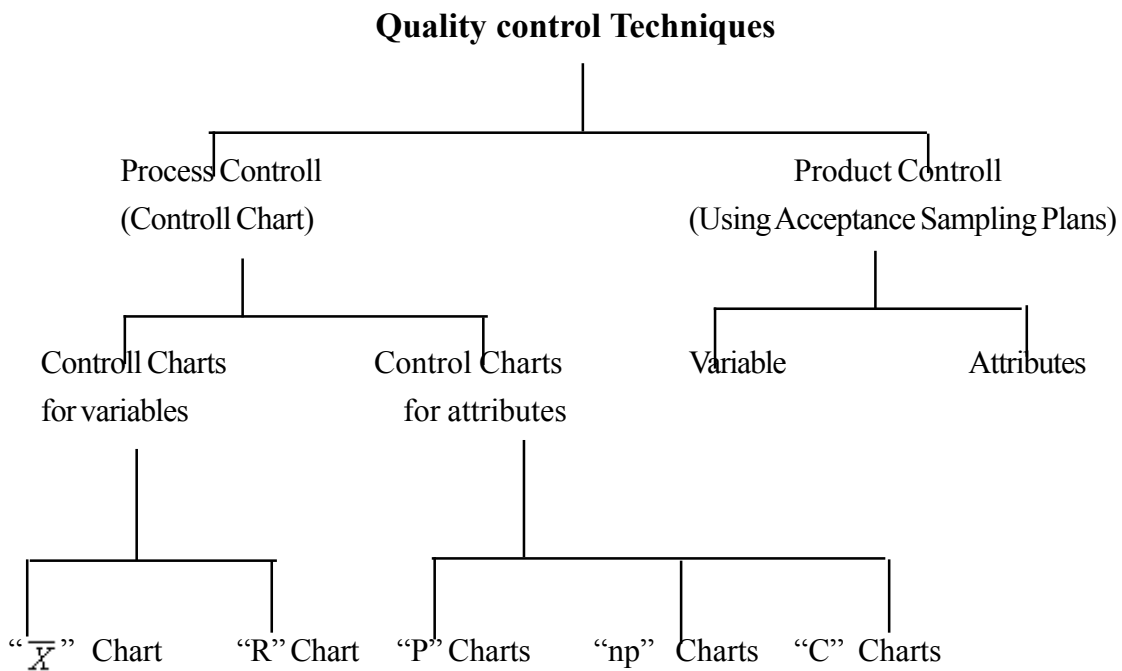 Quality control Techniques
Process Controll
(Controll Chart)
Product Controll
(Using Acceptance Sampling Plans)
Controll Charts
for variables
Control Charts
for attributes
Variable
Attributes
“X̅” Chart
“R” Chart
“P” Charts
“np” Charts
“C” Charts